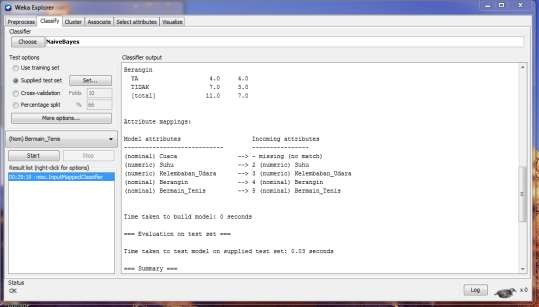 Weka Explorer
Preprocess Classify Cluster Associate Select attributes Visualize
Classifier
Choose NaiveBayes
Test options
Use training set
Supplied test set Set...
Cross-validation Folds 10
Percentage split % 66
More options...
(Nom) Bermain_Tenis
Start Stop
Result list (right-click for options)
misc.InputMappedClassifier
Classifier output
Berangin
YA 4.0 4.0
TIDAK 7.0 3.0
[total] 11.0 7.0
Attribute mappings:
Model attributes Incoming attributes
------------------------------ ----------------
(nominal) Cuaca --> - missing (no match)
(numeric) Suhu --> 2 (numeric) Suhu
(numeric) Kelembaban_Udara --> 3 (numeric) Kelembaban_Udara
(nominal) Berangin --> 4 (nominal) Berangin
(nominal) Bermain_Tenis --> 5 (nominal) Bermain_Tenis
Time taken to build model: 0 seconds
=== Evaluation on test set ===
Time taken to test model on supplied test set: 0.03 seconds
=== Summary ===
Status
OK
Log x 0